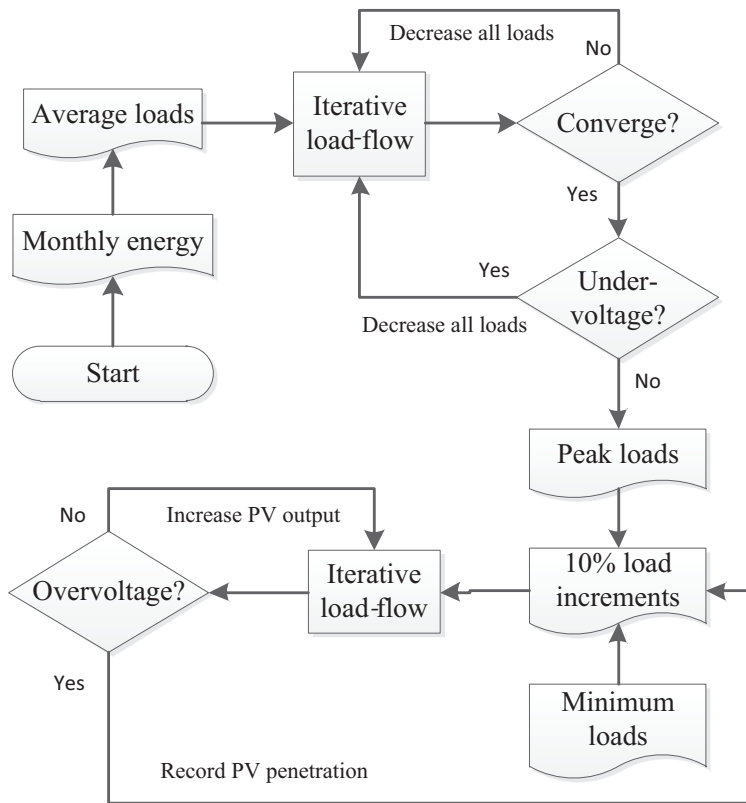 Decrease all loads
No
Average loads
Iterative
load-flow
Converge?
Yes
Monthly energy
Yes
Under-
voltage?
Decrease all loads
Start
No
Peak loads
No
Increase PV output
Overvoltage?
Iterative
load-flow
10% load
increments
Yes
Minimum
loads
Record PV penetration